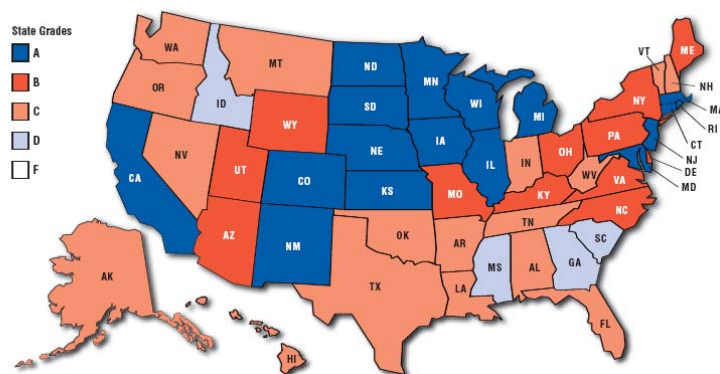 State Grades
A
B
C
D
F
WA
OR
CA
NV
ID
MT
WY
UT
AZ
CO
NM
ND
SD
NE
KS
OK
TX
MN
IA
MO
AR
LA
WI
IL
MS
MI
IN
KY
TN
AL
OH
WV
GA
FL
SC
NC
VA
PA
NY
VT
ME
NH
MA
RI
CT
NJ
DE
MD
AK
HI